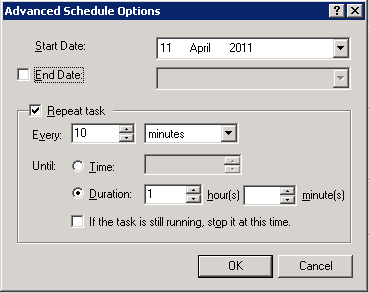 Advanced Schedule Options
Start Date: 11 April 2011
End Date:
Repeat task
Every: 10 minutes
Until: Time:
Duration: 1 hour(s) minute(s)
If the task is still running, stop it at this time.
OK Cancel